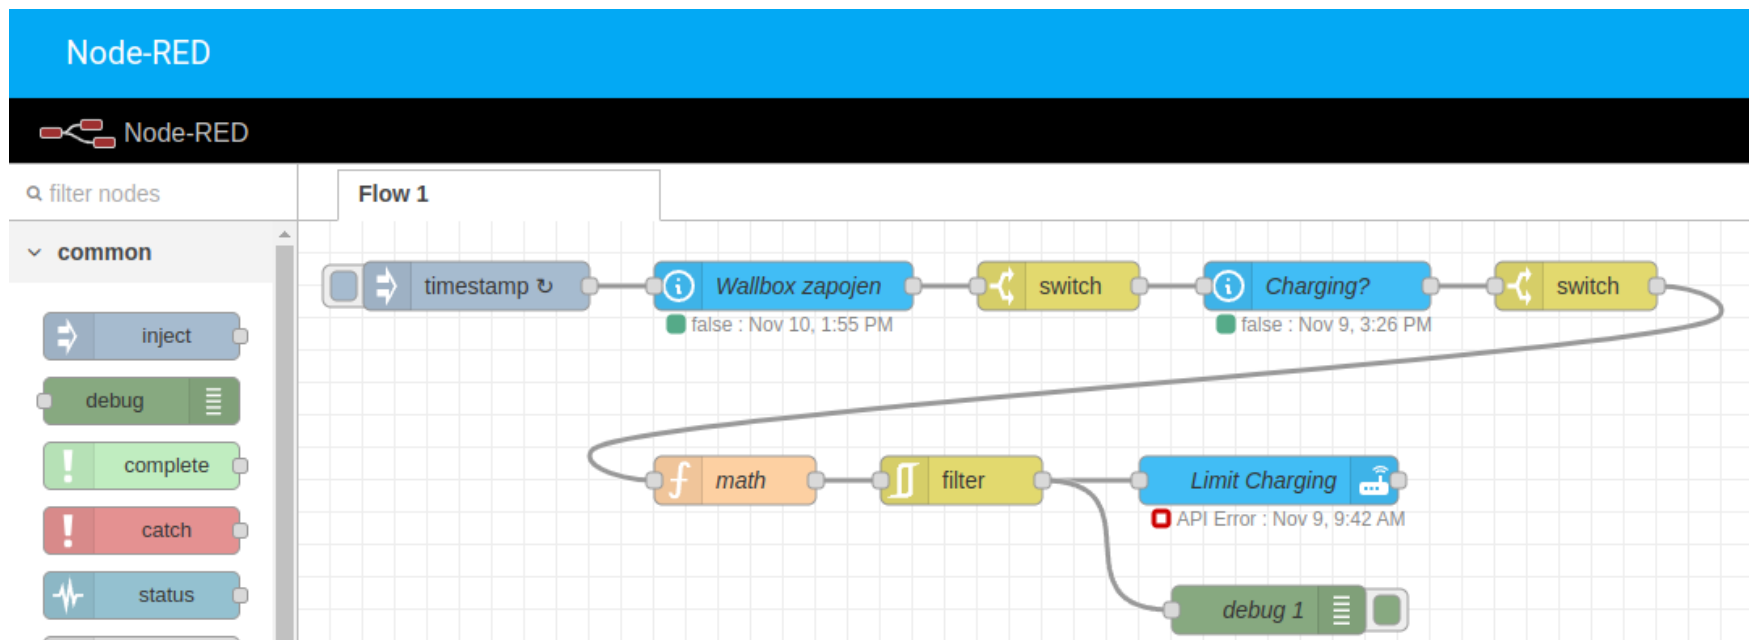 Node-RED
Node-RED
filter nodes
Flow 1
common
timestamp ↻
Wallbox zapojen
switch
Charging?
switch
false : Nov 10, 1:55 PM
false : Nov 9, 3:26 PM
inject
debug
complete
math
filter
Limit Charging
API Error : Nov 9, 9:42 AM
catch
status
debug 1